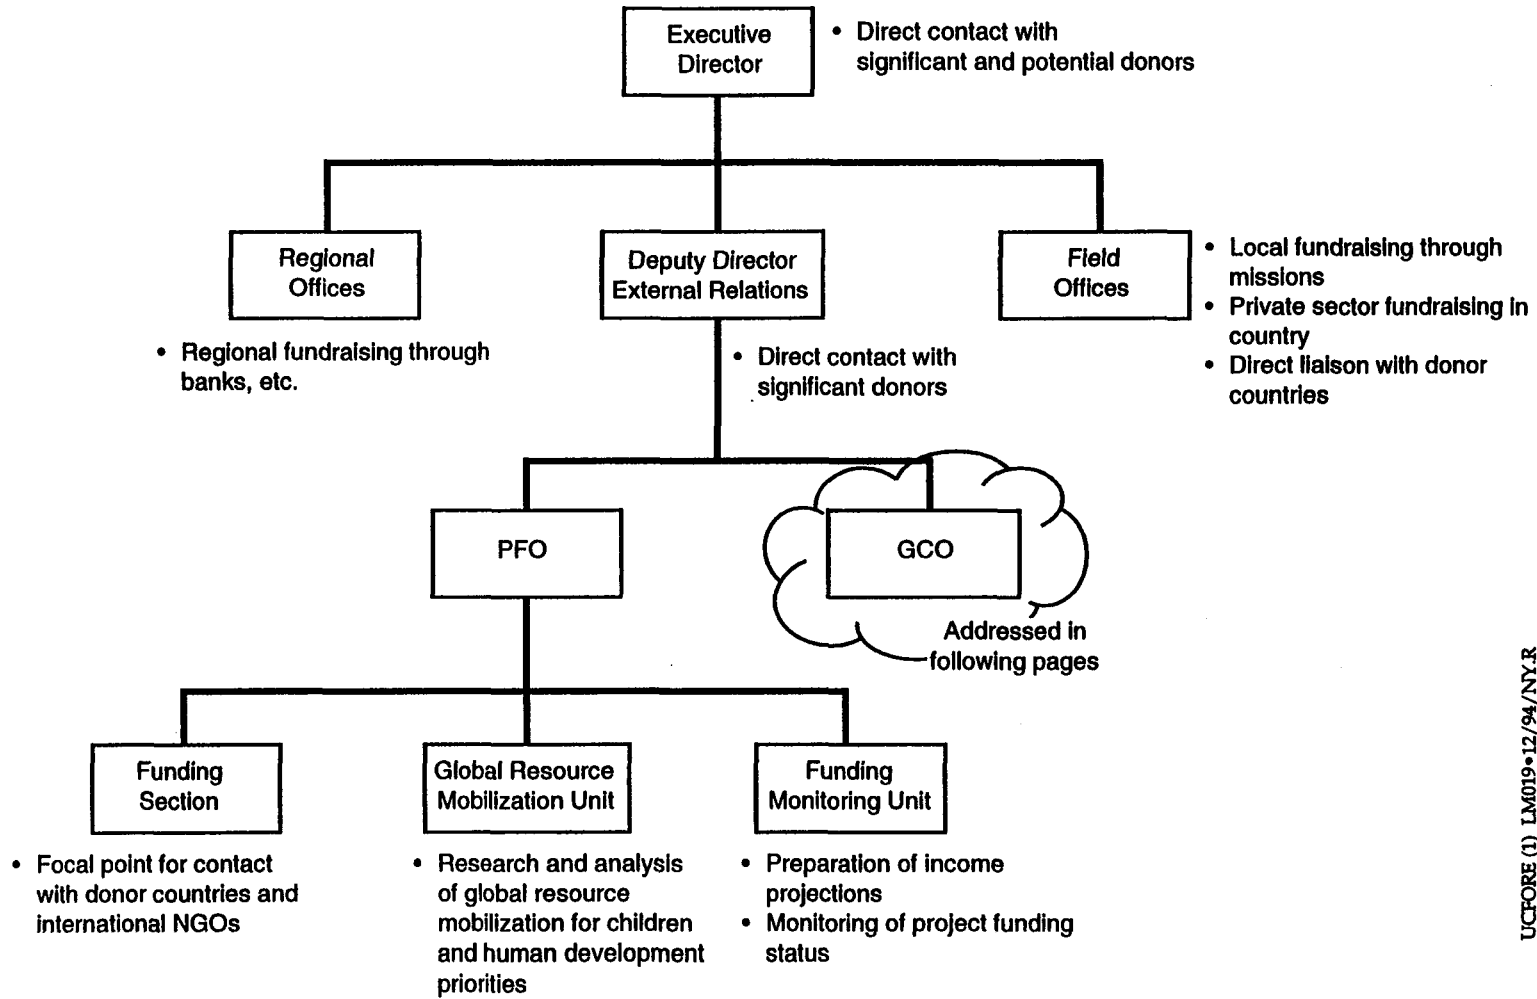 Executive
Director
• Direct contact with
significant and potential donors
Regional
Offices
• Regional fundraising through
banks, etc.
Deputy Director
External Relations
• Direct contact with
significant donors
Field
Offices
• Local fundraising through
missions
• Private sector fundraising in
country
• Direct liaison with donor
countries
PFO
GCO
Addressed in
following pages
Funding
Section
• Focal point for contact
with donor countries and
international NGOs
Global Resource
Mobilization Unit
• Research and analysis
of global resource
mobilization for children
and human development
priorities
Funding
Monitoring Unit
• Preparation of income
projections
• Monitoring of project funding
status
UCFORE (1) LM019•12/94/NY.R